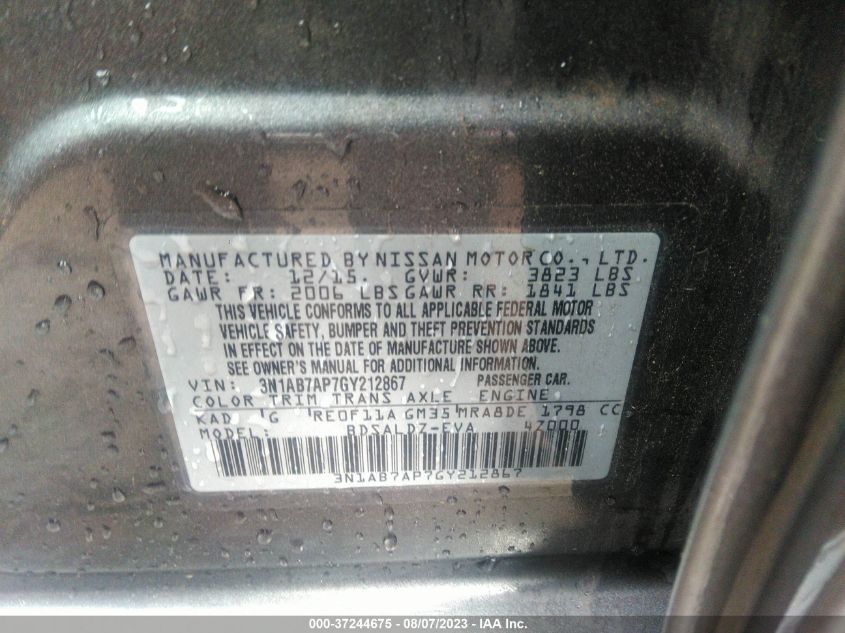 MANUFACTURED BY NISSAN MOTOR CO., LTD.
DATE: 12/15. GVWR: 3823 LBS
GAWR FR: 2006 LBS GAWR RR: 1841 LBS
THIS VEHICLE CONFORMS TO ALL APPLICABLE FEDERAL MOTOR
VEHICLE SAFETY, BUMPER AND THEFT PREVENTION STANDARDS
IN EFFECT ON THE DATE OF MANUFACTURE SHOWN ABOVE.
SEE OWNER'S MANUAL FOR ADDITIONAL INFORMATION.
VIN: 3N1AB7AP7GY212867 PASSENGER CAR.
COLOR TRIM TRANS AXLE ENGINE
KAD G RE0F11A GM35 MRA8DE 1798 CC
MODEL: BDSALDZ-EVA 4Z000
3N1AB7AP7GY212867
000-37244675 - 08/07/2023 - IAA Inc.